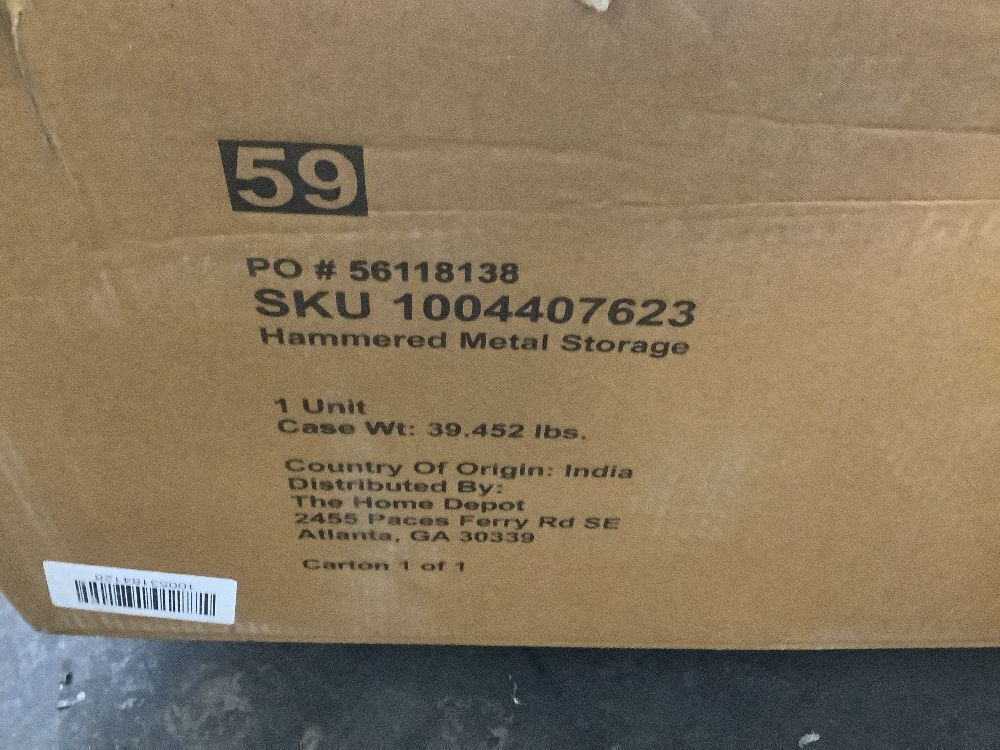 59
PO # 56118138
SKU 1004407623
Hammered Metal Storage
1 Unit
Case Wt: 39.452 lbs.
Country Of Origin: India
Distributed By:
The Home Depot
2455 Paces Ferry Rd SE
Atlanta, GA 30339
Carton 1 of 1